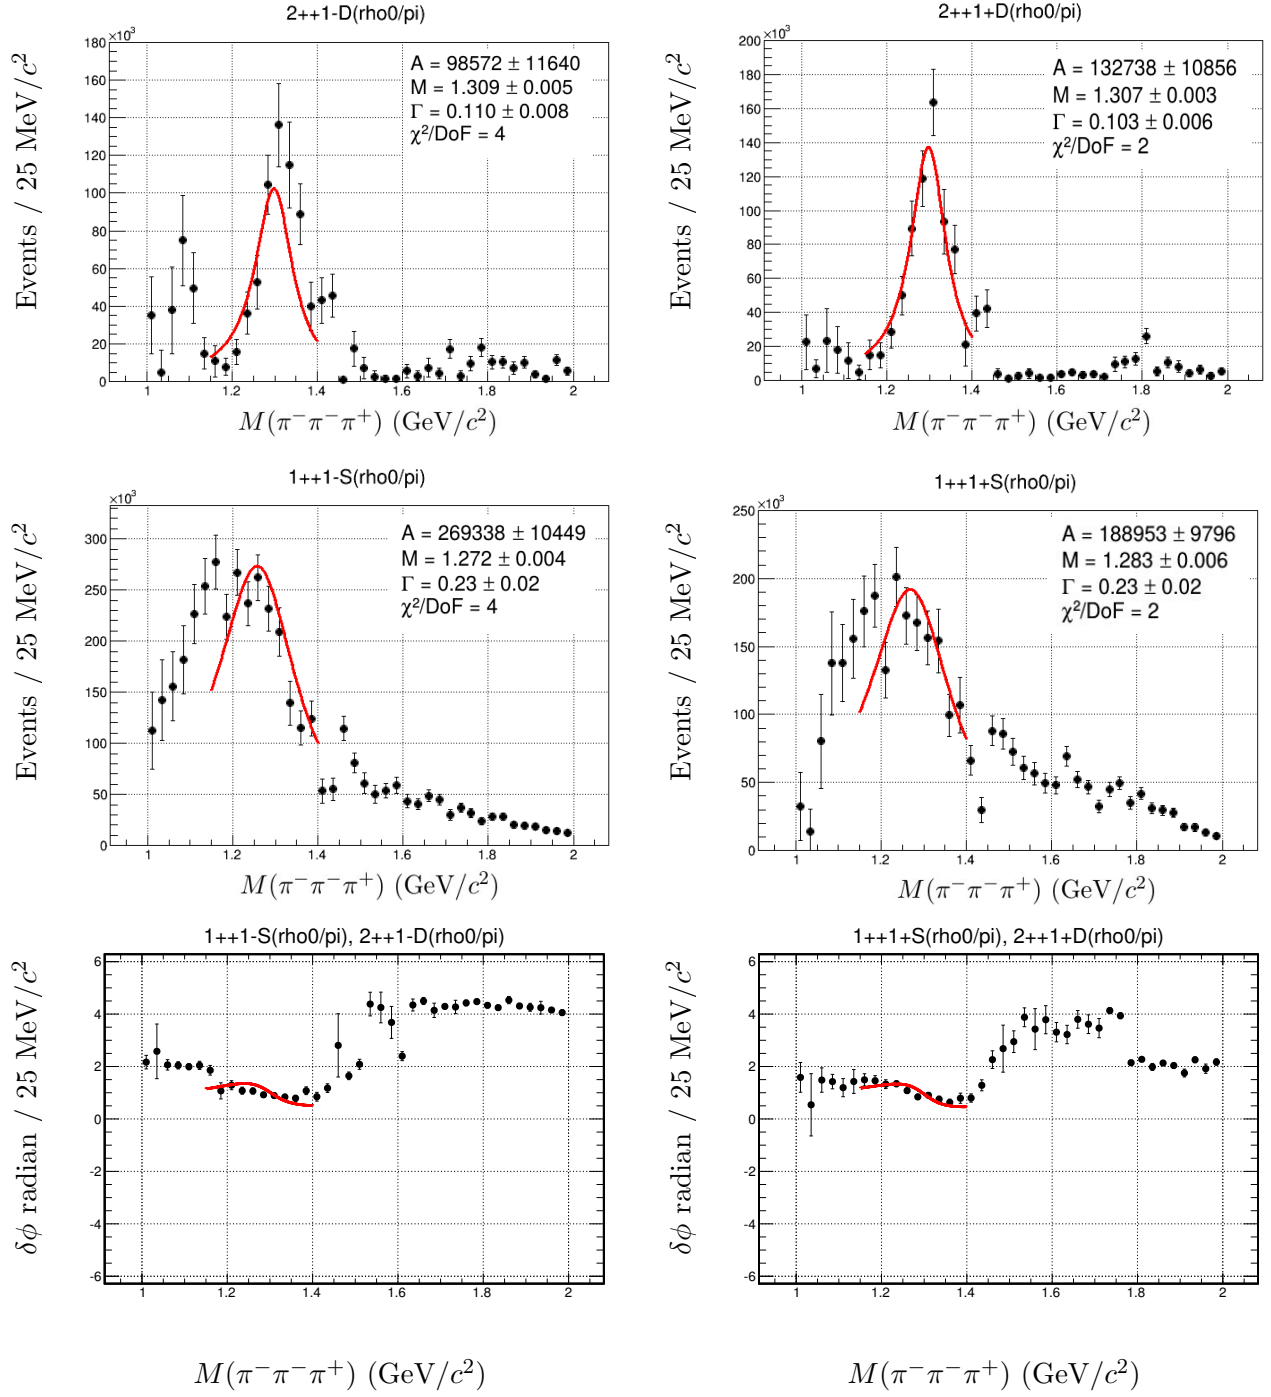 2++1-D(rho0/pi)
×10³
Events / 25 MeV/c²
180
160
140
120
100
80
60
40
20
0
A = 98572 ± 11640
M = 1.309 ± 0.005
Γ = 0.110 ± 0.008
χ²/DoF = 4
1 1.2 1.4 1.6 1.8 2
M(π⁻π⁻π⁺) (GeV/c²)
2++1+D(rho0/pi)
×10³
Events / 25 MeV/c²
200
180
160
140
120
100
80
60
40
20
0
A = 132738 ± 10856
M = 1.307 ± 0.003
Γ = 0.103 ± 0.006
χ²/DoF = 2
1 1.2 1.4 1.6 1.8 2
M(π⁻π⁻π⁺) (GeV/c²)
1++1-S(rho0/pi)
×10³
Events / 25 MeV/c²
300
250
200
150
100
50
0
A = 269338 ± 10449
M = 1.272 ± 0.004
Γ = 0.23 ± 0.02
χ²/DoF = 4
1 1.2 1.4 1.6 1.8 2
M(π⁻π⁻π⁺) (GeV/c²)
1++1+S(rho0/pi)
×10³
Events / 25 MeV/c²
250
200
150
100
50
0
A = 188953 ± 9796
M = 1.283 ± 0.006
Γ = 0.23 ± 0.02
χ²/DoF = 2
1 1.2 1.4 1.6 1.8 2
M(π⁻π⁻π⁺) (GeV/c²)
1++1-S(rho0/pi), 2++1-D(rho0/pi)
δϕ radian / 25 MeV/c²
6
4
2
0
-2
-4
-6
1 1.2 1.4 1.6 1.8 2
M(π⁻π⁻π⁺) (GeV/c²)
1++1+S(rho0/pi), 2++1+D(rho0/pi)
δϕ radian / 25 MeV/c²
6
4
2
0
-2
-4
-6
1 1.2 1.4 1.6 1.8 2
M(π⁻π⁻π⁺) (GeV/c²)